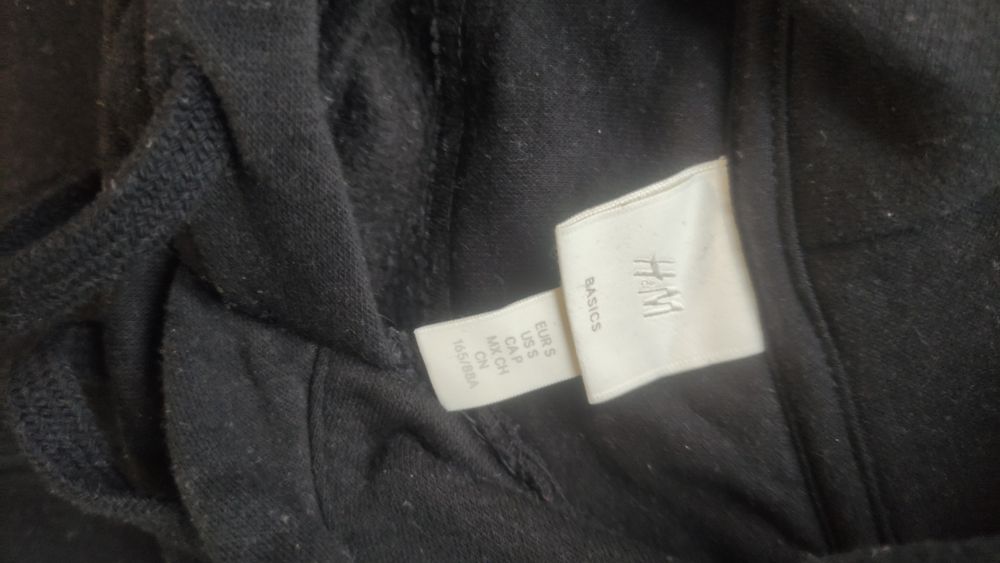 H&M
BASICS
EUR S
US S
CA P
MX CH
CN
165/88A